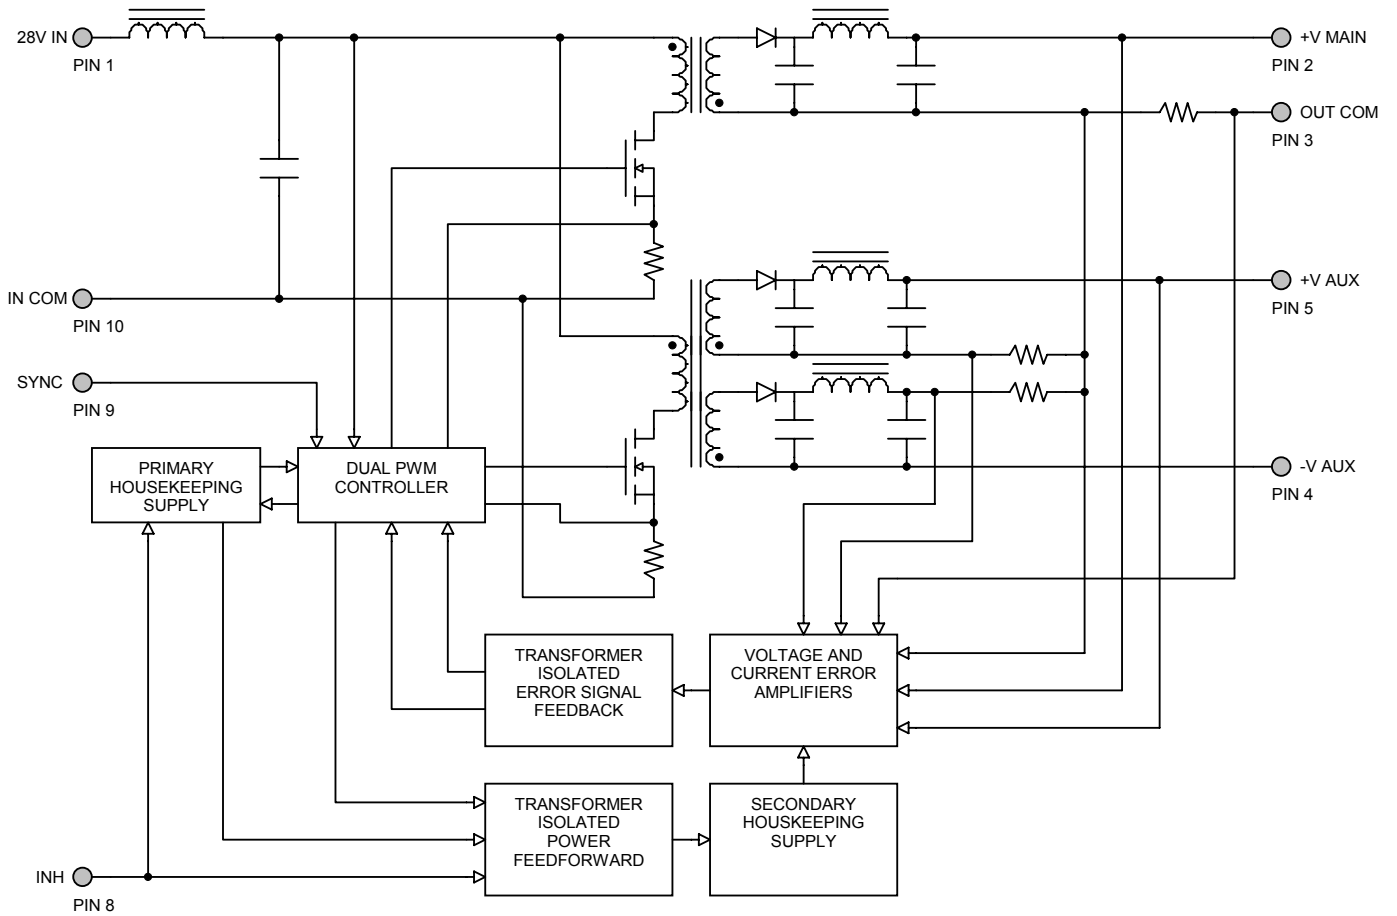 28V IN
PIN 1
+V MAIN
PIN 2
OUT COM
PIN 3
IN COM
PIN 10
+V AUX
PIN 5
SYNC
PIN 9
-V AUX
PIN 4
PRIMARY
HOUSEKEEPING
SUPPLY
DUAL PWM
CONTROLLER
TRANSFORMER
ISOLATED
ERROR SIGNAL
FEEDBACK
VOLTAGE AND
CURRENT ERROR
AMPLIFIERS
TRANSFORMER
ISOLATED
POWER
FEEDFORWARD
SECONDARY
HOUSKEEPING
SUPPLY
INH
PIN 8